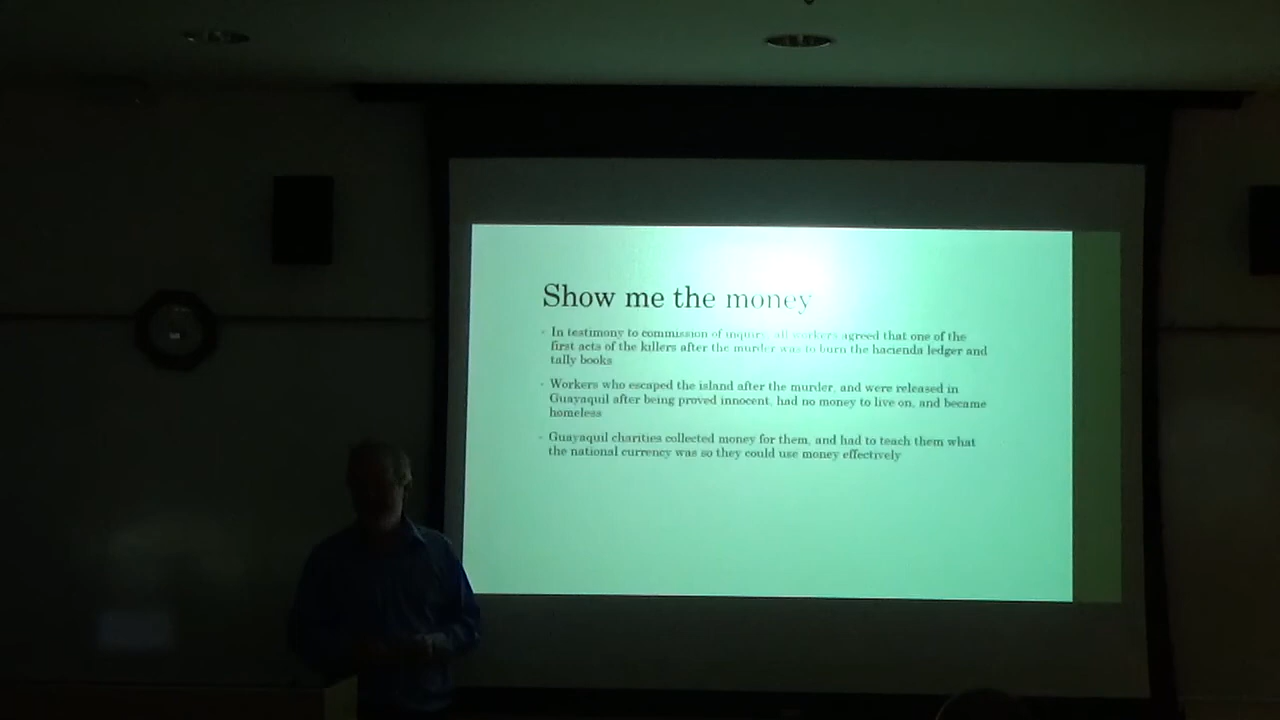 Show me the money
- In testimony to commission of inquiry, all workers agreed that one of the
first acts of the killers after the murder was to burn the hacienda ledger and
tally books
- Workers who escaped the island after the murder, and were released in
Guayaquil after being proved innocent, had no money to live on, and became
homeless
- Guayaquil charities collected money for them, and had to teach them what
the national currency was so they could use money effectively